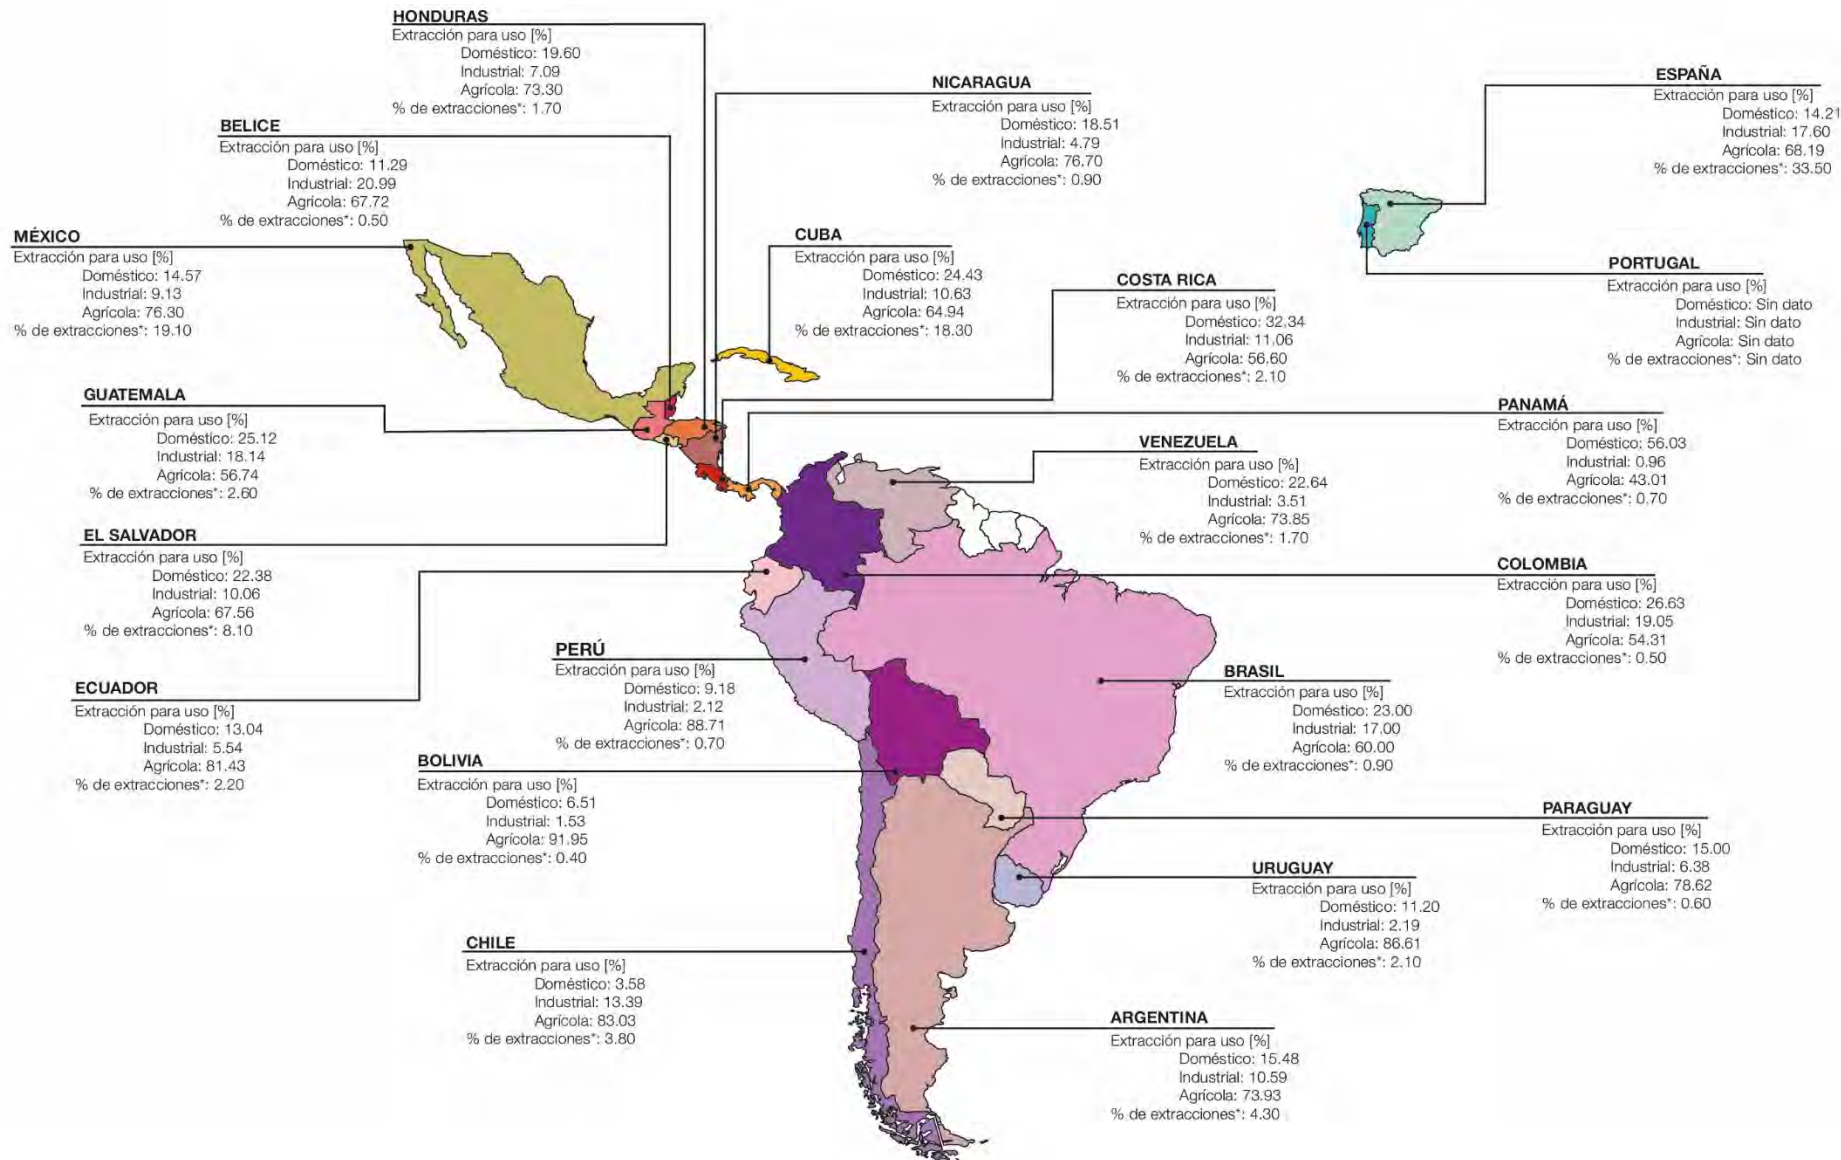 HONDURAS
Extracción para uso [%]
Doméstico: 19.60
Industrial: 7.09
Agrícola: 73.30
% de extracciones*: 1.70
NICARAGUA
Extracción para uso [%]
Doméstico: 18.51
Industrial: 4.79
Agrícola: 76.70
% de extracciones*: 0.90
ESPAÑA
Extracción para uso [%]
Doméstico: 14.21
Industrial: 17.60
Agrícola: 68.19
% de extracciones*: 33.50
BELICE
Extracción para uso [%]
Doméstico: 11.29
Industrial: 20.99
Agrícola: 67.72
% de extracciones*: 0.50
MÉXICO
Extracción para uso [%]
Doméstico: 14.57
Industrial: 9.13
Agrícola: 76.30
% de extracciones*: 19.10
CUBA
Extracción para uso [%]
Doméstico: 24.43
Industrial: 10.63
Agrícola: 64.94
% de extracciones*: 18.30
COSTA RICA
Extracción para uso [%]
Doméstico: 32.34
Industrial: 11.06
Agrícola: 56.60
% de extracciones*: 2.10
PORTUGAL
Extracción para uso [%]
Doméstico: Sin dato
Industrial: Sin dato
Agrícola: Sin dato
% de extracciones*: Sin dato
GUATEMALA
Extracción para uso [%]
Doméstico: 25.12
Industrial: 18.14
Agrícola: 56.74
% de extracciones*: 2.60
VENEZUELA
Extracción para uso [%]
Doméstico: 22.64
Industrial: 3.51
Agrícola: 73.85
% de extracciones*: 1.70
PANAMÁ
Extracción para uso [%]
Doméstico: 56.03
Industrial: 0.96
Agrícola: 43.01
% de extracciones*: 0.70
EL SALVADOR
Extracción para uso [%]
Doméstico: 22.38
Industrial: 10.06
Agrícola: 67.56
% de extracciones*: 8.10
COLOMBIA
Extracción para uso [%]
Doméstico: 26.63
Industrial: 19.05
Agrícola: 54.31
% de extracciones*: 0.50
ECUADOR
Extracción para uso [%]
Doméstico: 13.04
Industrial: 5.54
Agrícola: 81.43
% de extracciones*: 2.20
PERÚ
Extracción para uso [%]
Doméstico: 9.18
Industrial: 2.12
Agrícola: 88.71
% de extracciones*: 0.70
BRASIL
Extracción para uso [%]
Doméstico: 23.00
Industrial: 17.00
Agrícola: 60.00
% de extracciones*: 0.90
BOLIVIA
Extracción para uso [%]
Doméstico: 6.51
Industrial: 1.53
Agrícola: 91.95
% de extracciones*: 0.40
PARAGUAY
Extracción para uso [%]
Doméstico: 15.00
Industrial: 6.38
Agrícola: 78.62
% de extracciones*: 0.60
URUGUAY
Extracción para uso [%]
Doméstico: 11.20
Industrial: 2.19
Agrícola: 86.61
% de extracciones*: 2.10
CHILE
Extracción para uso [%]
Doméstico: 3.58
Industrial: 13.39
Agrícola: 83.03
% de extracciones*: 3.80
ARGENTINA
Extracción para uso [%]
Doméstico: 15.48
Industrial: 10.59
Agrícola: 73.93
% de extracciones*: 4.30